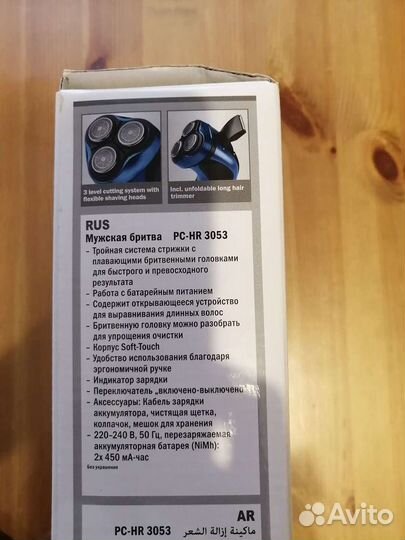 3 level cutting system with
flexible shaving heads
Incl. unfoldable long hair
trimmer
RUS
Мужская бритва PC-HR 3053
- Тройная система стрижки с
плавающими бритвенными головками
для быстрого и превосходного
результата
- Работа с батарейным питанием
- Содержит открывающееся устройство
для выравнивания длинных волос
- Бритвенную головку можно разобрать
для упрощения очистки
- Корпус Soft-Touch
- Удобство использования благодаря
эргономичной ручке
- Индикатор зарядки
- Переключатель „включено-выключено“
- Аксессуары: Кабель зарядки
аккумулятора, чистящая щетка,
колпачок, мешок для хранения
- 220-240 В, 50 Гц, перезаряжаемая
аккумуляторная батарея (NiMh):
2x 450 мА-час
Без украшения
AR
PC-HR 3053 ماكينة إزالة الشعر
Avito